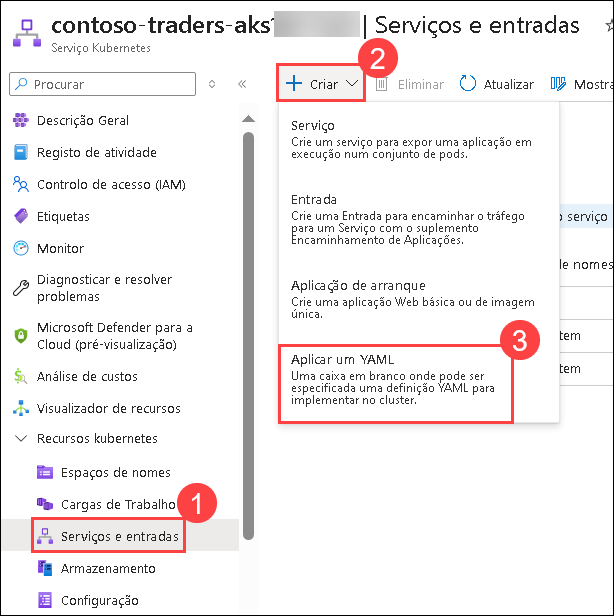 contoso-traders-aks | Serviços e entradas
Serviço Kubernetes
Procurar
Criar
Eliminar
Atualizar
Mostra
2
Descrição Geral
Registo de atividade
Controlo de acesso (IAM)
Etiquetas
Monitor
Diagnosticar e resolver
problemas
Microsoft Defender para a
Cloud (pré-visualização)
Análise de custos
Visualizador de recursos
Recursos kubernetes
Espaços de nomes
Cargas de Trabalho
1
Serviços e entradas
Armazenamento
Configuração
Serviço
Crie um serviço para expor uma aplicação em
execução num conjunto de pods.
Entrada
Crie uma Entrada para encaminhar o tráfego
para um Serviço com o suplemento
Encaminhamento de Aplicações.
Aplicação de arranque
Crie uma aplicação Web básica ou de imagem
única.
3
Aplicar um YAML
Uma caixa em branco onde pode ser
especificada uma definição YAML para
implementar no cluster.
o serviço
de nomes
tem
tem